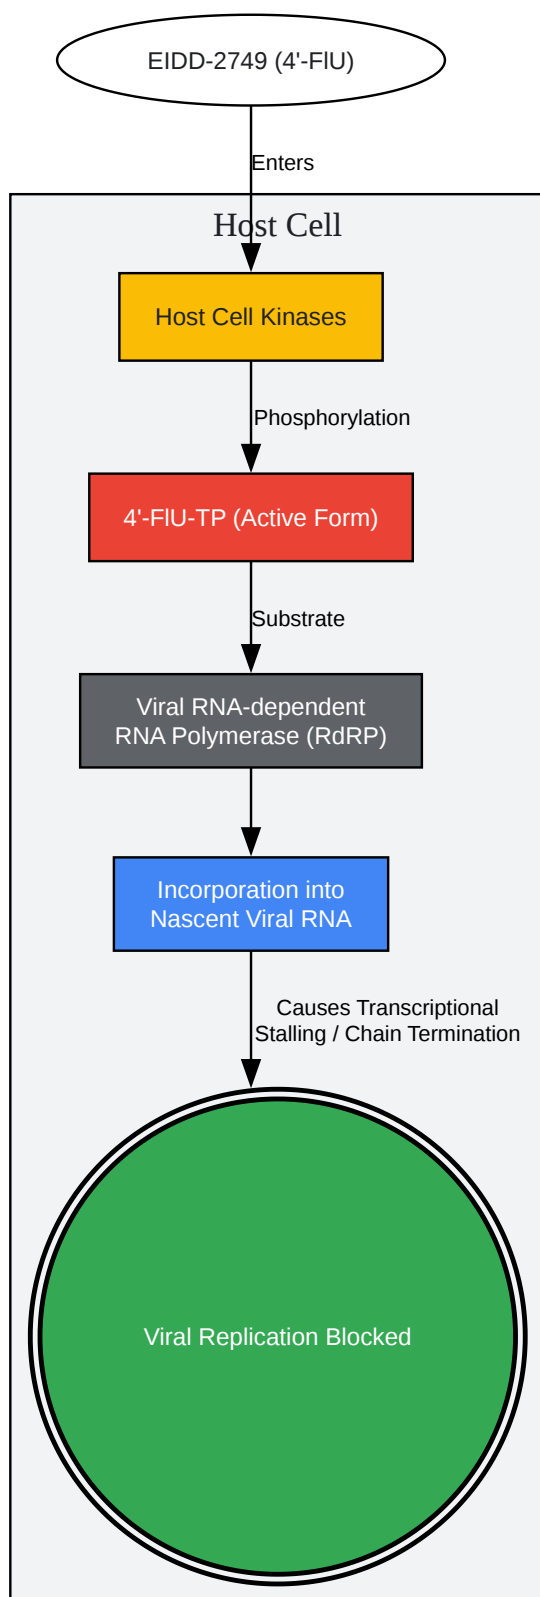 EIDD-2749 (4'-FlU)
Enters
Host Cell
Host Cell Kinases
Phosphorylation
4'-FlU-TP (Active Form)
Substrate
Viral RNA-dependent
RNA Polymerase (RdRP)
Incorporation into
Nascent Viral RNA
Causes Transcriptional
Stalling / Chain Termination
Viral Replication Blocked